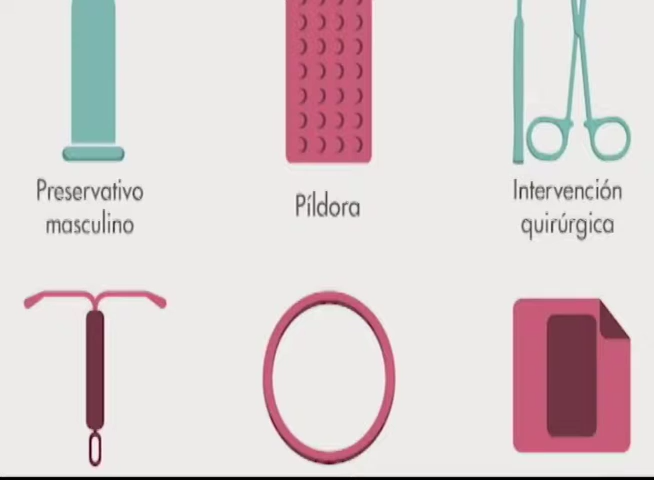 Preservativo
masculino
Píldora
Intervención
quirúrgica